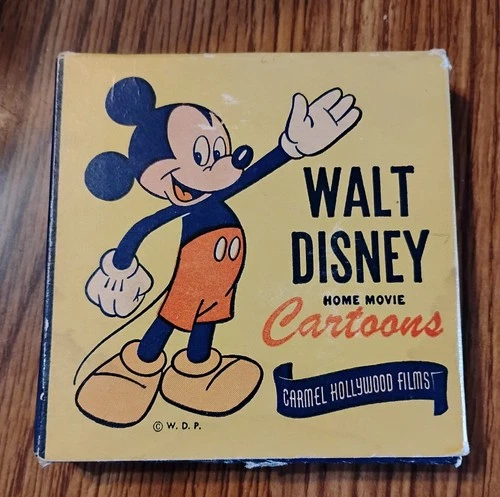 WALT
DISNEY
HOME MOVIE
Cartoons
CARMEL HOLLYWOOD FILMS
© W. D. P.